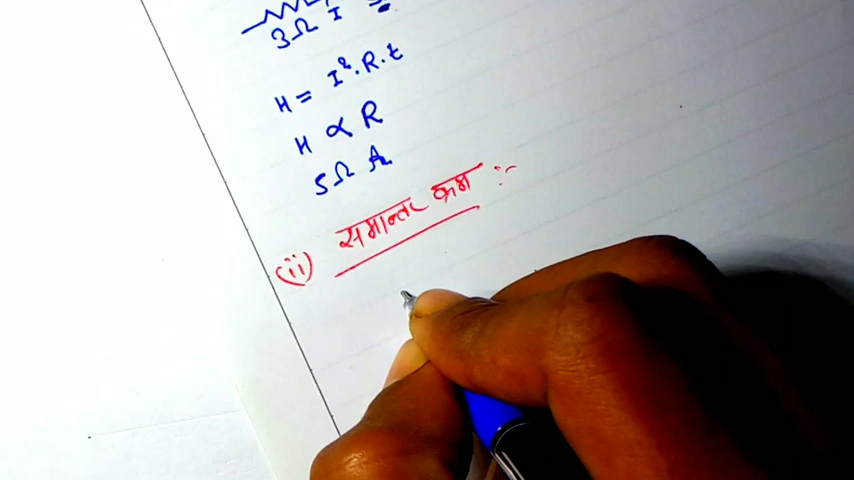 3Ω I
H = I².R.t
H ∝ R
5Ω A
(ii) समान्तर क्रम :-